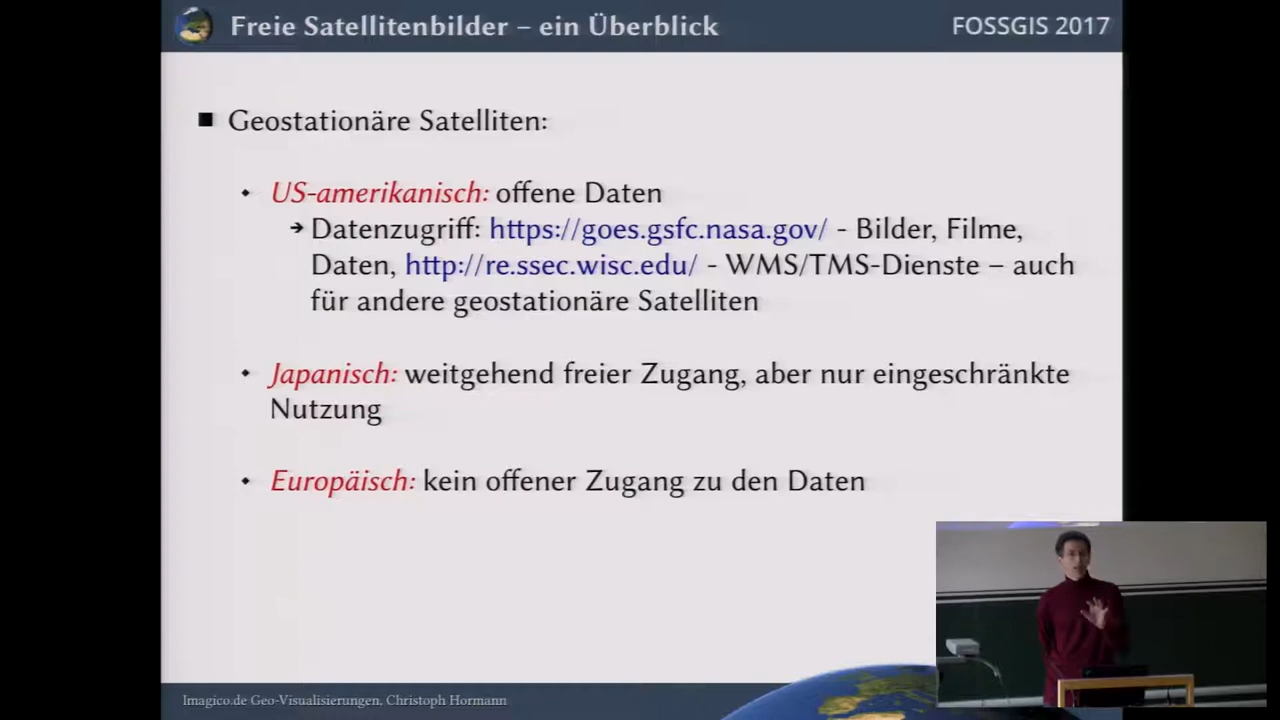 Freie Satellitenbilder – ein Überblick
FOSSGIS 2017
Geostationäre Satelliten:
US-amerikanisch: offene Daten
Datenzugriff: https://goes.gsfc.nasa.gov/ - Bilder, Filme,
Daten, http://re.ssec.wisc.edu/ - WMS/TMS-Dienste – auch
für andere geostationäre Satelliten
Japanisch: weitgehend freier Zugang, aber nur eingeschränkte
Nutzung
Europäisch: kein offener Zugang zu den Daten
Imagico.de Geo-Visualisierungen, Christoph Hormann